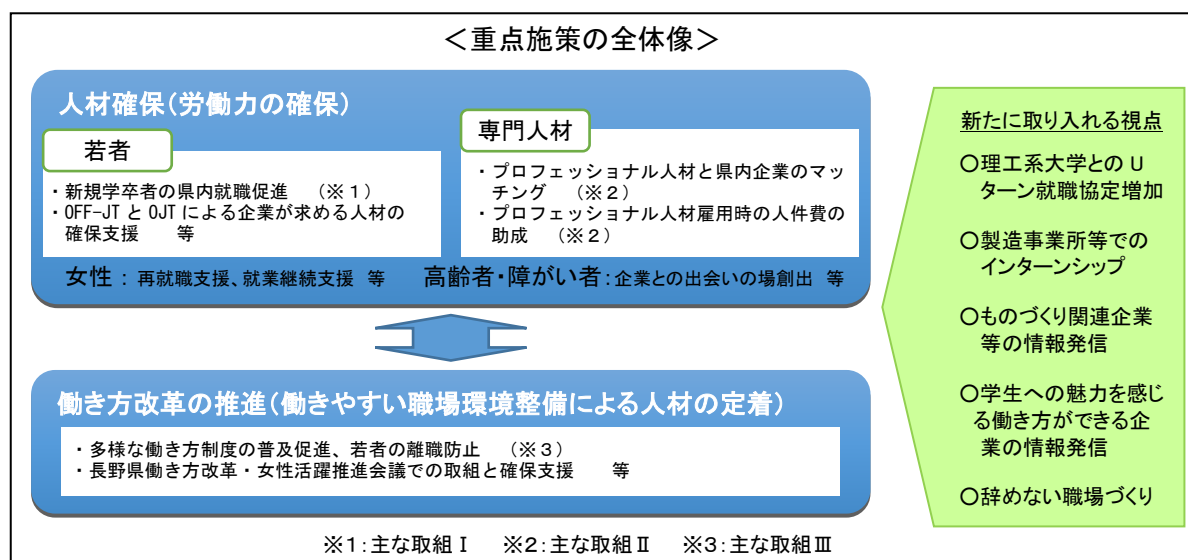 ＜重点施策の全体像＞
人材確保（労働力の確保）
若者
・新規学卒者の県内就職促進　（※１）
・OFF-JTとOJTによる企業が求める人材の
確保支援　　等
専門人材
・プロフェッショナル人材と県内企業のマッ
チング　（※２）
・プロフェッショナル人材雇用時の人件費の
助成　（※２）
女性：再就職支援、就業継続支援 等
高齢者・障がい者：企業との出会いの場創出 等
働き方改革の推進（働きやすい職場環境整備による人材の定着）
・多様な働き方制度の普及促進、若者の離職防止　（※３）
・長野県働き方改革・女性活躍推進会議での取組と確保支援　　等
新たに取り入れる視点
○理工系大学とのU
ターン就職協定増加
○製造事業所等での
インターンシップ
○ものづくり関連企業
等の情報発信
○学生への魅力を感じ
る働き方ができる企
業の情報発信
○辞めない職場づくり
※１：主な取組Ⅰ　※２：主な取組Ⅱ　※３：主な取組Ⅲ